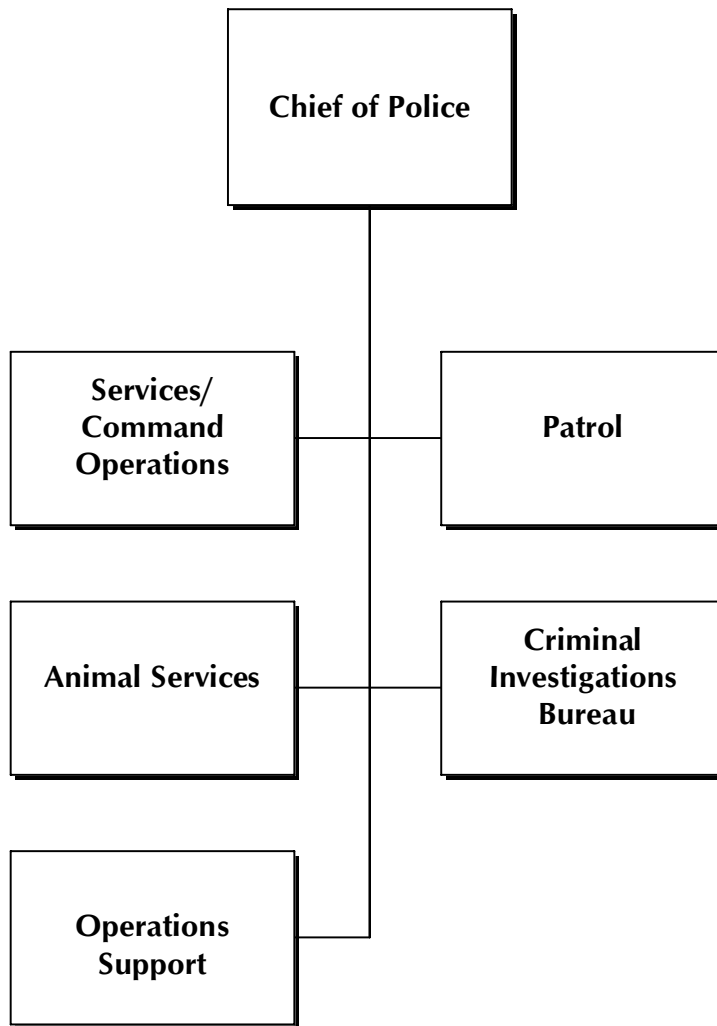 Chief of Police
Services/
Command
Operations
Patrol
Animal Services
Criminal
Investigations
Bureau
Operations
Support